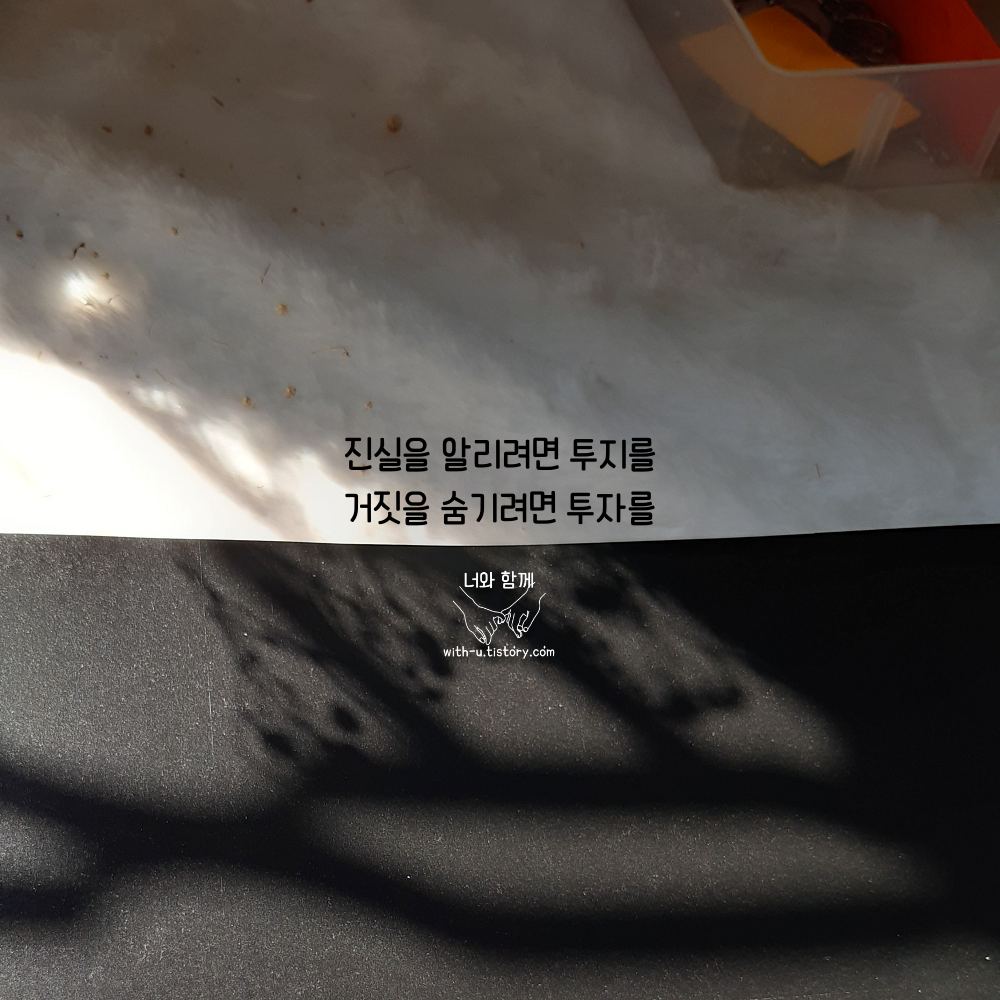 진실을 알리려면 투지를
거짓을 숨기려면 투자를
너와 함께
with-u.tistory.com